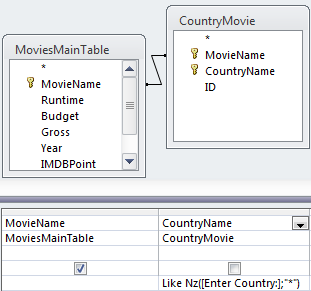 CountryMovie
*
MovieName
CountryName
ID
MoviesMainTable
*
MovieName
Runtime
Budget
Gross
Year
IMDBPoint
MovieName CountryName
MoviesMainTable CountryMovie
Like Nz([Enter Country:];"*")